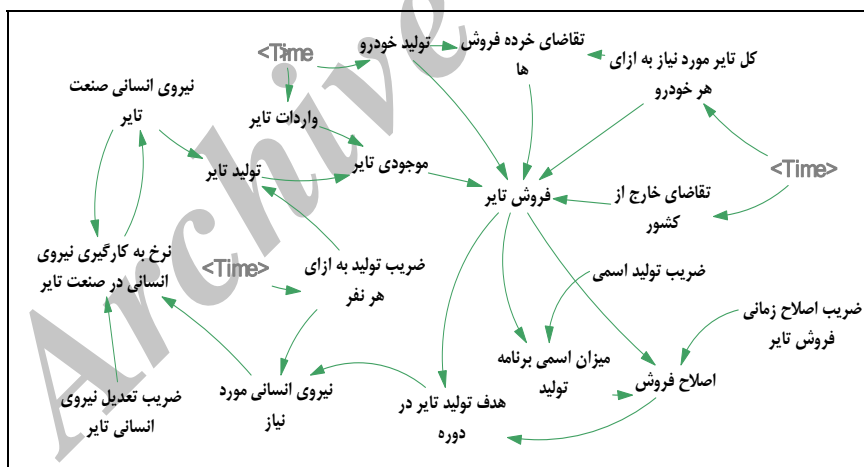 <Time>
تولید خودرو
تقاضای خرده فروش
ها
کل تایر مورد نیاز به ازای
هر خودرو
نیروی انسانی صنعت
تایر
واردات تایر
تولید تایر
موجودی تایر
فروش تایر
<Time>
تقاضای خارج از
کشور
نرخ به کارگیری نیروی
انسانی در صنعت تایر
<Time>
ضریب تولید به ازای
هر نفر
ضریب تولید اسمی
ضریب اصلاح زمانی
فروش تایر
میزان اسمی برنامه
تولید
اصلاح فروش
ضریب تعدیل نیروی
انسانی تایر
نیروی انسانی مورد
نیاز
هدف تولید تایر در
دوره
Archive